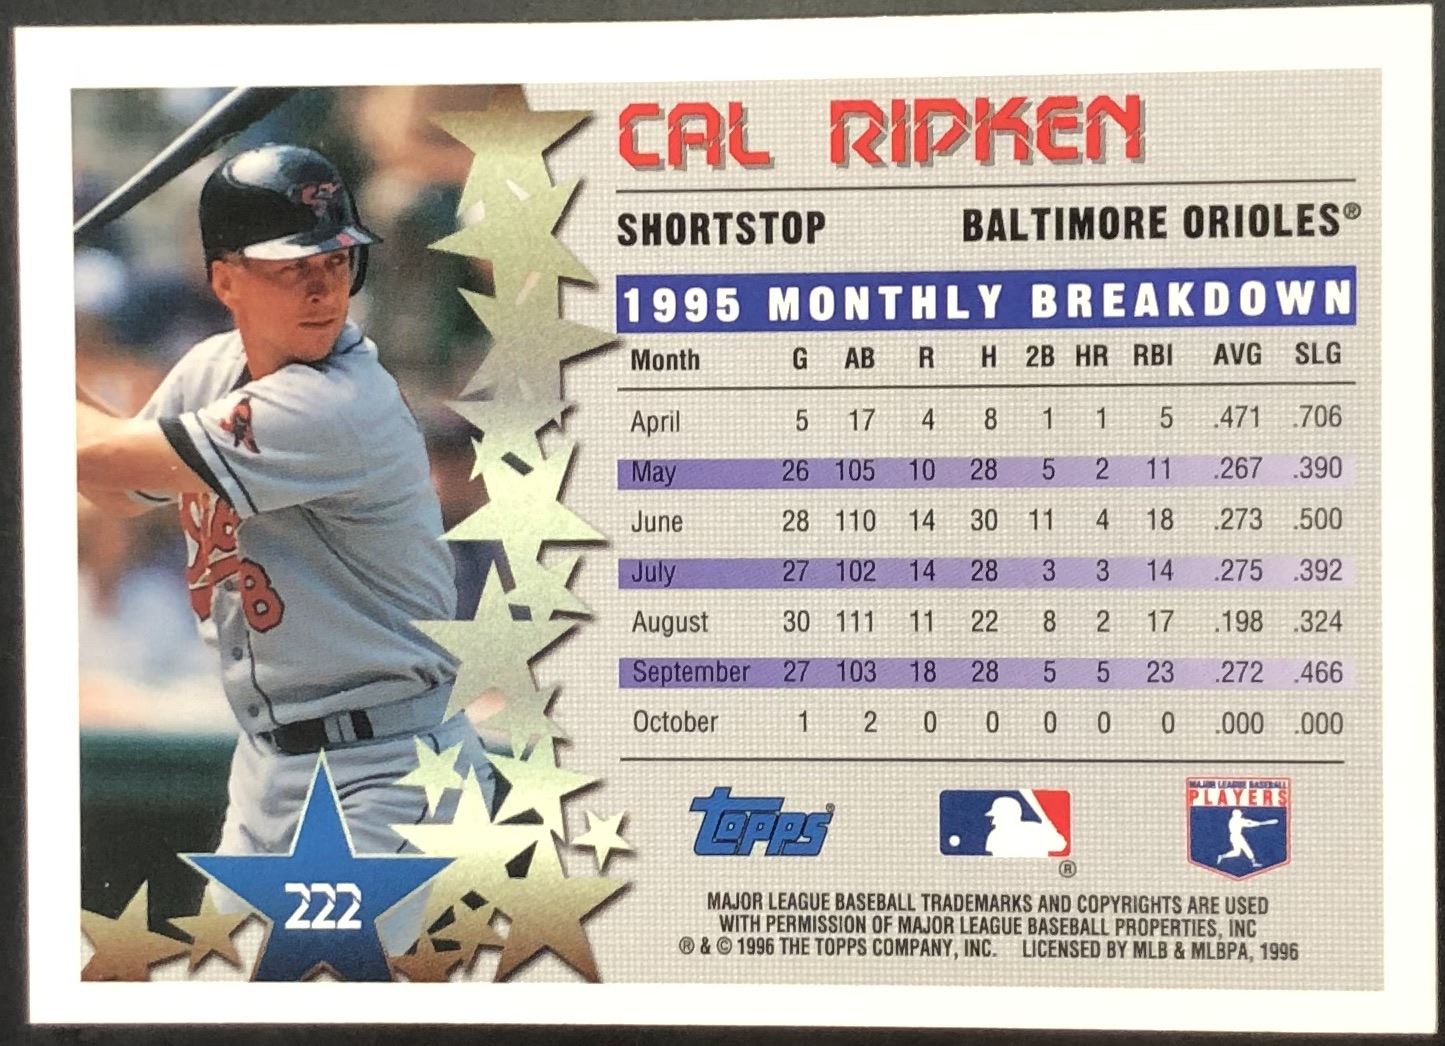 CAL RIPKEN
SHORTSTOP BALTIMORE ORIOLES®
1995 MONTHLY BREAKDOWN
Month G AB R H 2B HR RBI AVG SLG
April 5 17 4 8 1 1 5 .471 .706
May 26 105 10 28 5 2 11 .267 .390
June 28 110 14 30 11 4 18 .273 .500
July 27 102 14 28 3 3 14 .275 .392
August 30 111 11 22 8 2 17 .198 .324
September 27 103 18 28 5 5 23 .272 .466
October 1 2 0 0 0 0 0 .000 .000
8
222
Topps®
®
MAJOR LEAGUE BASEBALL
PLAYERS
MAJOR LEAGUE BASEBALL TRADEMARKS AND COPYRIGHTS ARE USED
WITH PERMISSION OF MAJOR LEAGUE BASEBALL PROPERTIES, INC
® & © 1996 THE TOPPS COMPANY, INC. LICENSED BY MLB & MLBPA, 1996